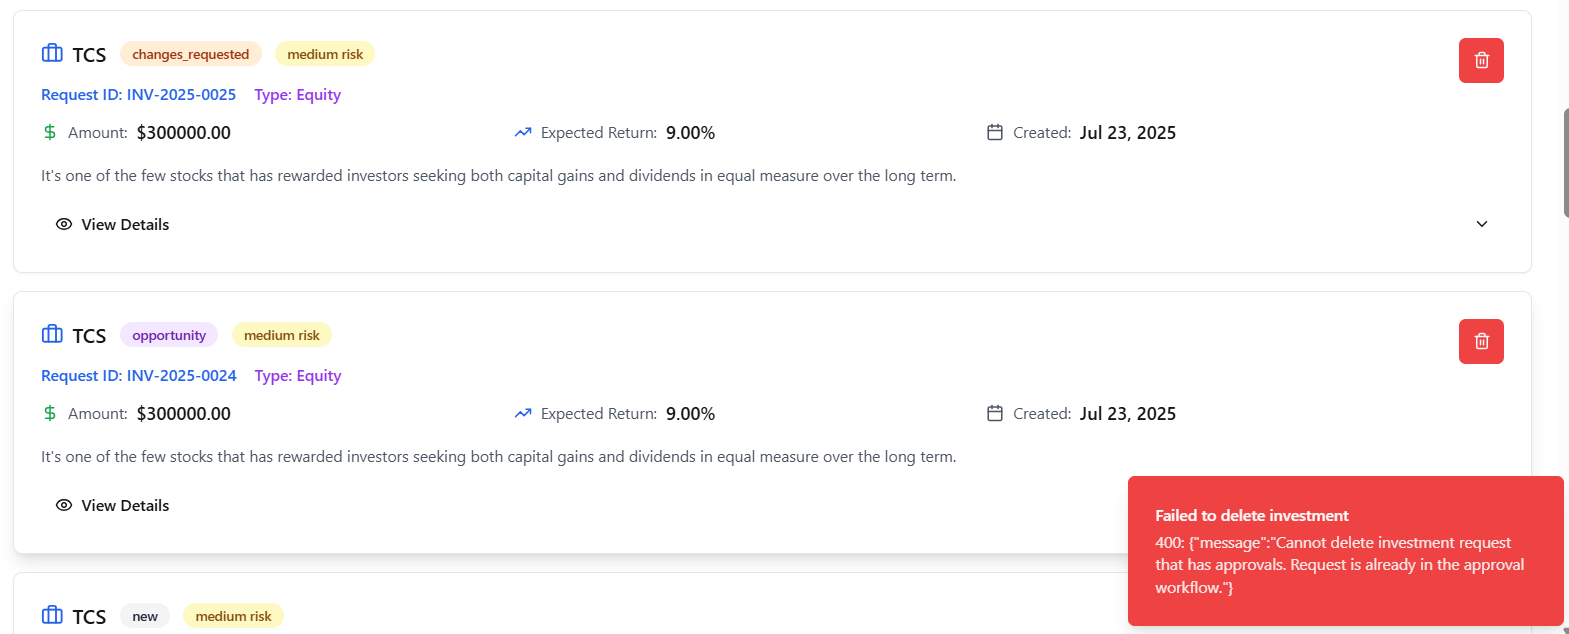 TCS changes_requested medium risk
Request ID: INV-2025-0025 Type: Equity
Amount: $300000.00 Expected Return: 9.00% Created: Jul 23, 2025
It's one of the few stocks that has rewarded investors seeking both capital gains and dividends in equal measure over the long term.
View Details
TCS opportunity medium risk
Request ID: INV-2025-0024 Type: Equity
Amount: $300000.00 Expected Return: 9.00% Created: Jul 23, 2025
It's one of the few stocks that has rewarded investors seeking both capital gains and dividends in equal measure over the long term.
View Details
Failed to delete investment
400: {"message":"Cannot delete investment request
that has approvals. Request is already in the approval
workflow."}
TCS new medium risk